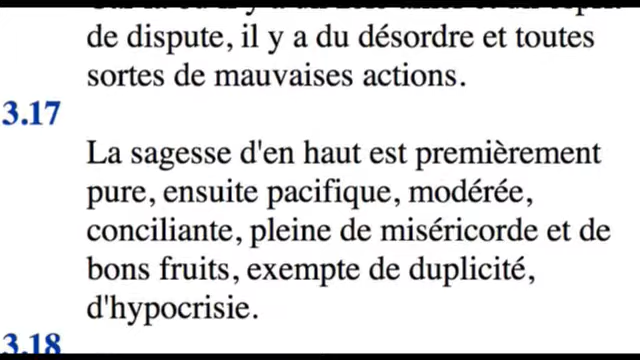 de dispute, il y a du désordre et toutes
sortes de mauvaises actions.
3.17
La sagesse d'en haut est premièrement
pure, ensuite pacifique, modérée,
conciliante, pleine de miséricorde et de
bons fruits, exempte de duplicité,
d'hypocrisie.
3.18